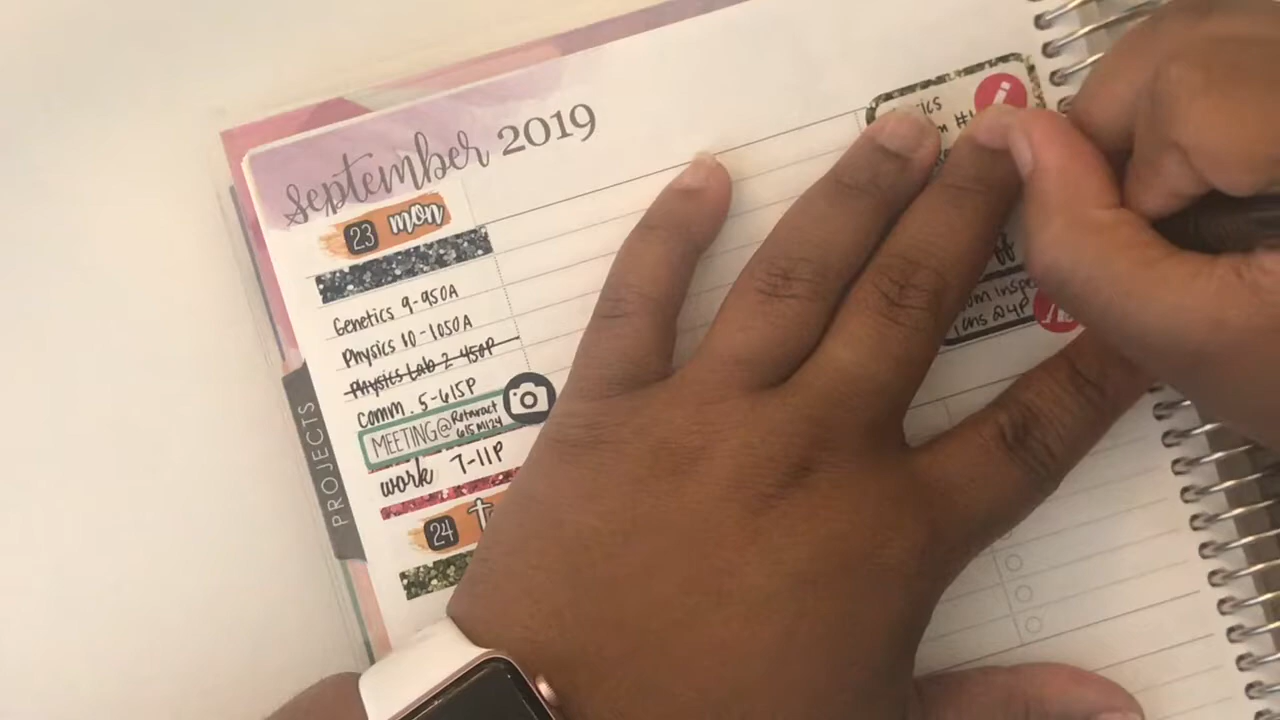 September 2019
23 mon
Genetics 9-950A
Physics 10-1050A
Physics Lab 2-450P
comm. 5-615P
MEETING@ Retaract
615 M124
work 7-11P
24
PROJECTS